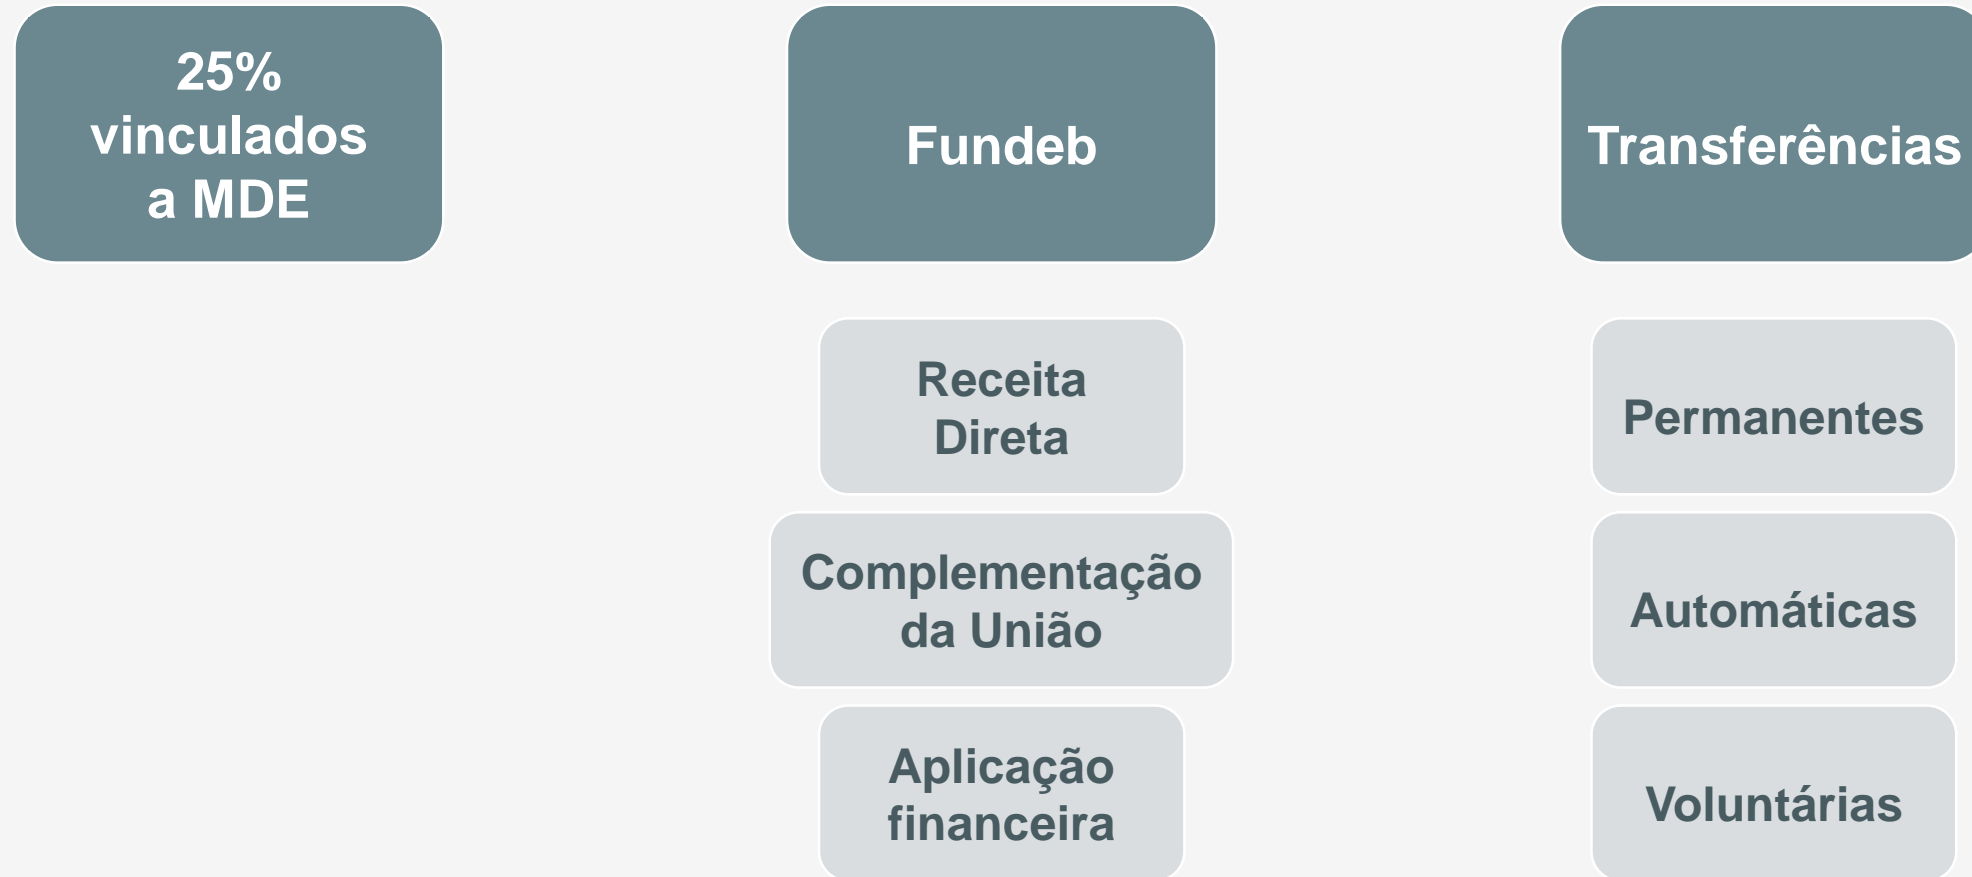 25%
vinculados
a MDE
Fundeb
Receita
Direta
Complementação
da União
Aplicação
financeira
Transferências
Permanentes
Automáticas
Voluntárias